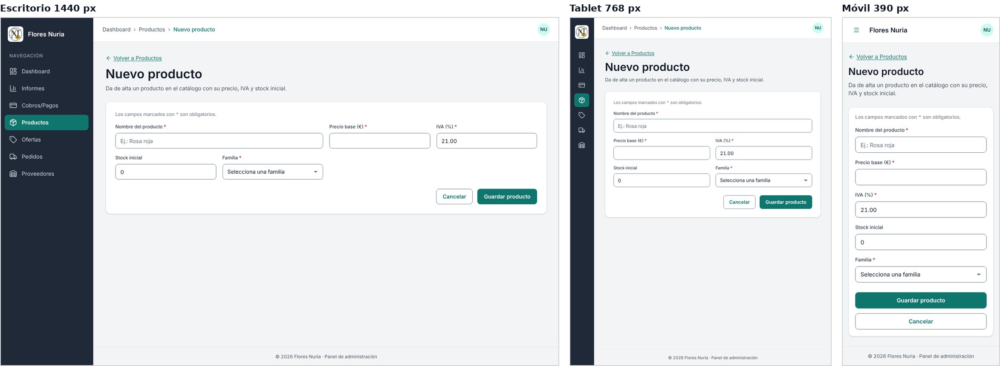 Escritorio 1440 px
Flores Nuria
NAVEGACIÓN
Dashboard
Informes
Cobros/Pagos
Productos
Ofertas
Pedidos
Proveedores
Dashboard › Productos › Nuevo producto
NU
← Volver a Productos
Nuevo producto
Da de alta un producto en el catálogo con su precio, IVA y stock inicial.
Los campos marcados con * son obligatorios.
Nombre del producto * Precio base (€) * IVA (%) *
Ej.: Rosa roja 21.00
Stock inicial Familia *
0 Selecciona una familia
Cancelar Guardar producto
© 2026 Flores Nuria · Panel de administración
Tablet 768 px
Dashboard › Productos › Nuevo producto
NU
← Volver a Productos
Nuevo producto
Da de alta un producto en el catálogo con su precio, IVA y stock inicial.
Los campos marcados con * son obligatorios.
Nombre del producto *
Ej.: Rosa roja
Precio base (€) * IVA (%) *
21.00
Stock inicial Familia *
0 Selecciona una familia
Cancelar Guardar producto
© 2026 Flores Nuria · Panel de administración
Móvil 390 px
Flores Nuria
NU
← Volver a Productos
Nuevo producto
Da de alta un producto en el catálogo con su precio,
IVA y stock inicial.
Los campos marcados con * son obligatorios.
Nombre del producto *
Ej.: Rosa roja
Precio base (€) *
IVA (%) *
21.00
Stock inicial
0
Familia *
Selecciona una familia
Guardar producto
Cancelar
© 2026 Flores Nuria · Panel de administración